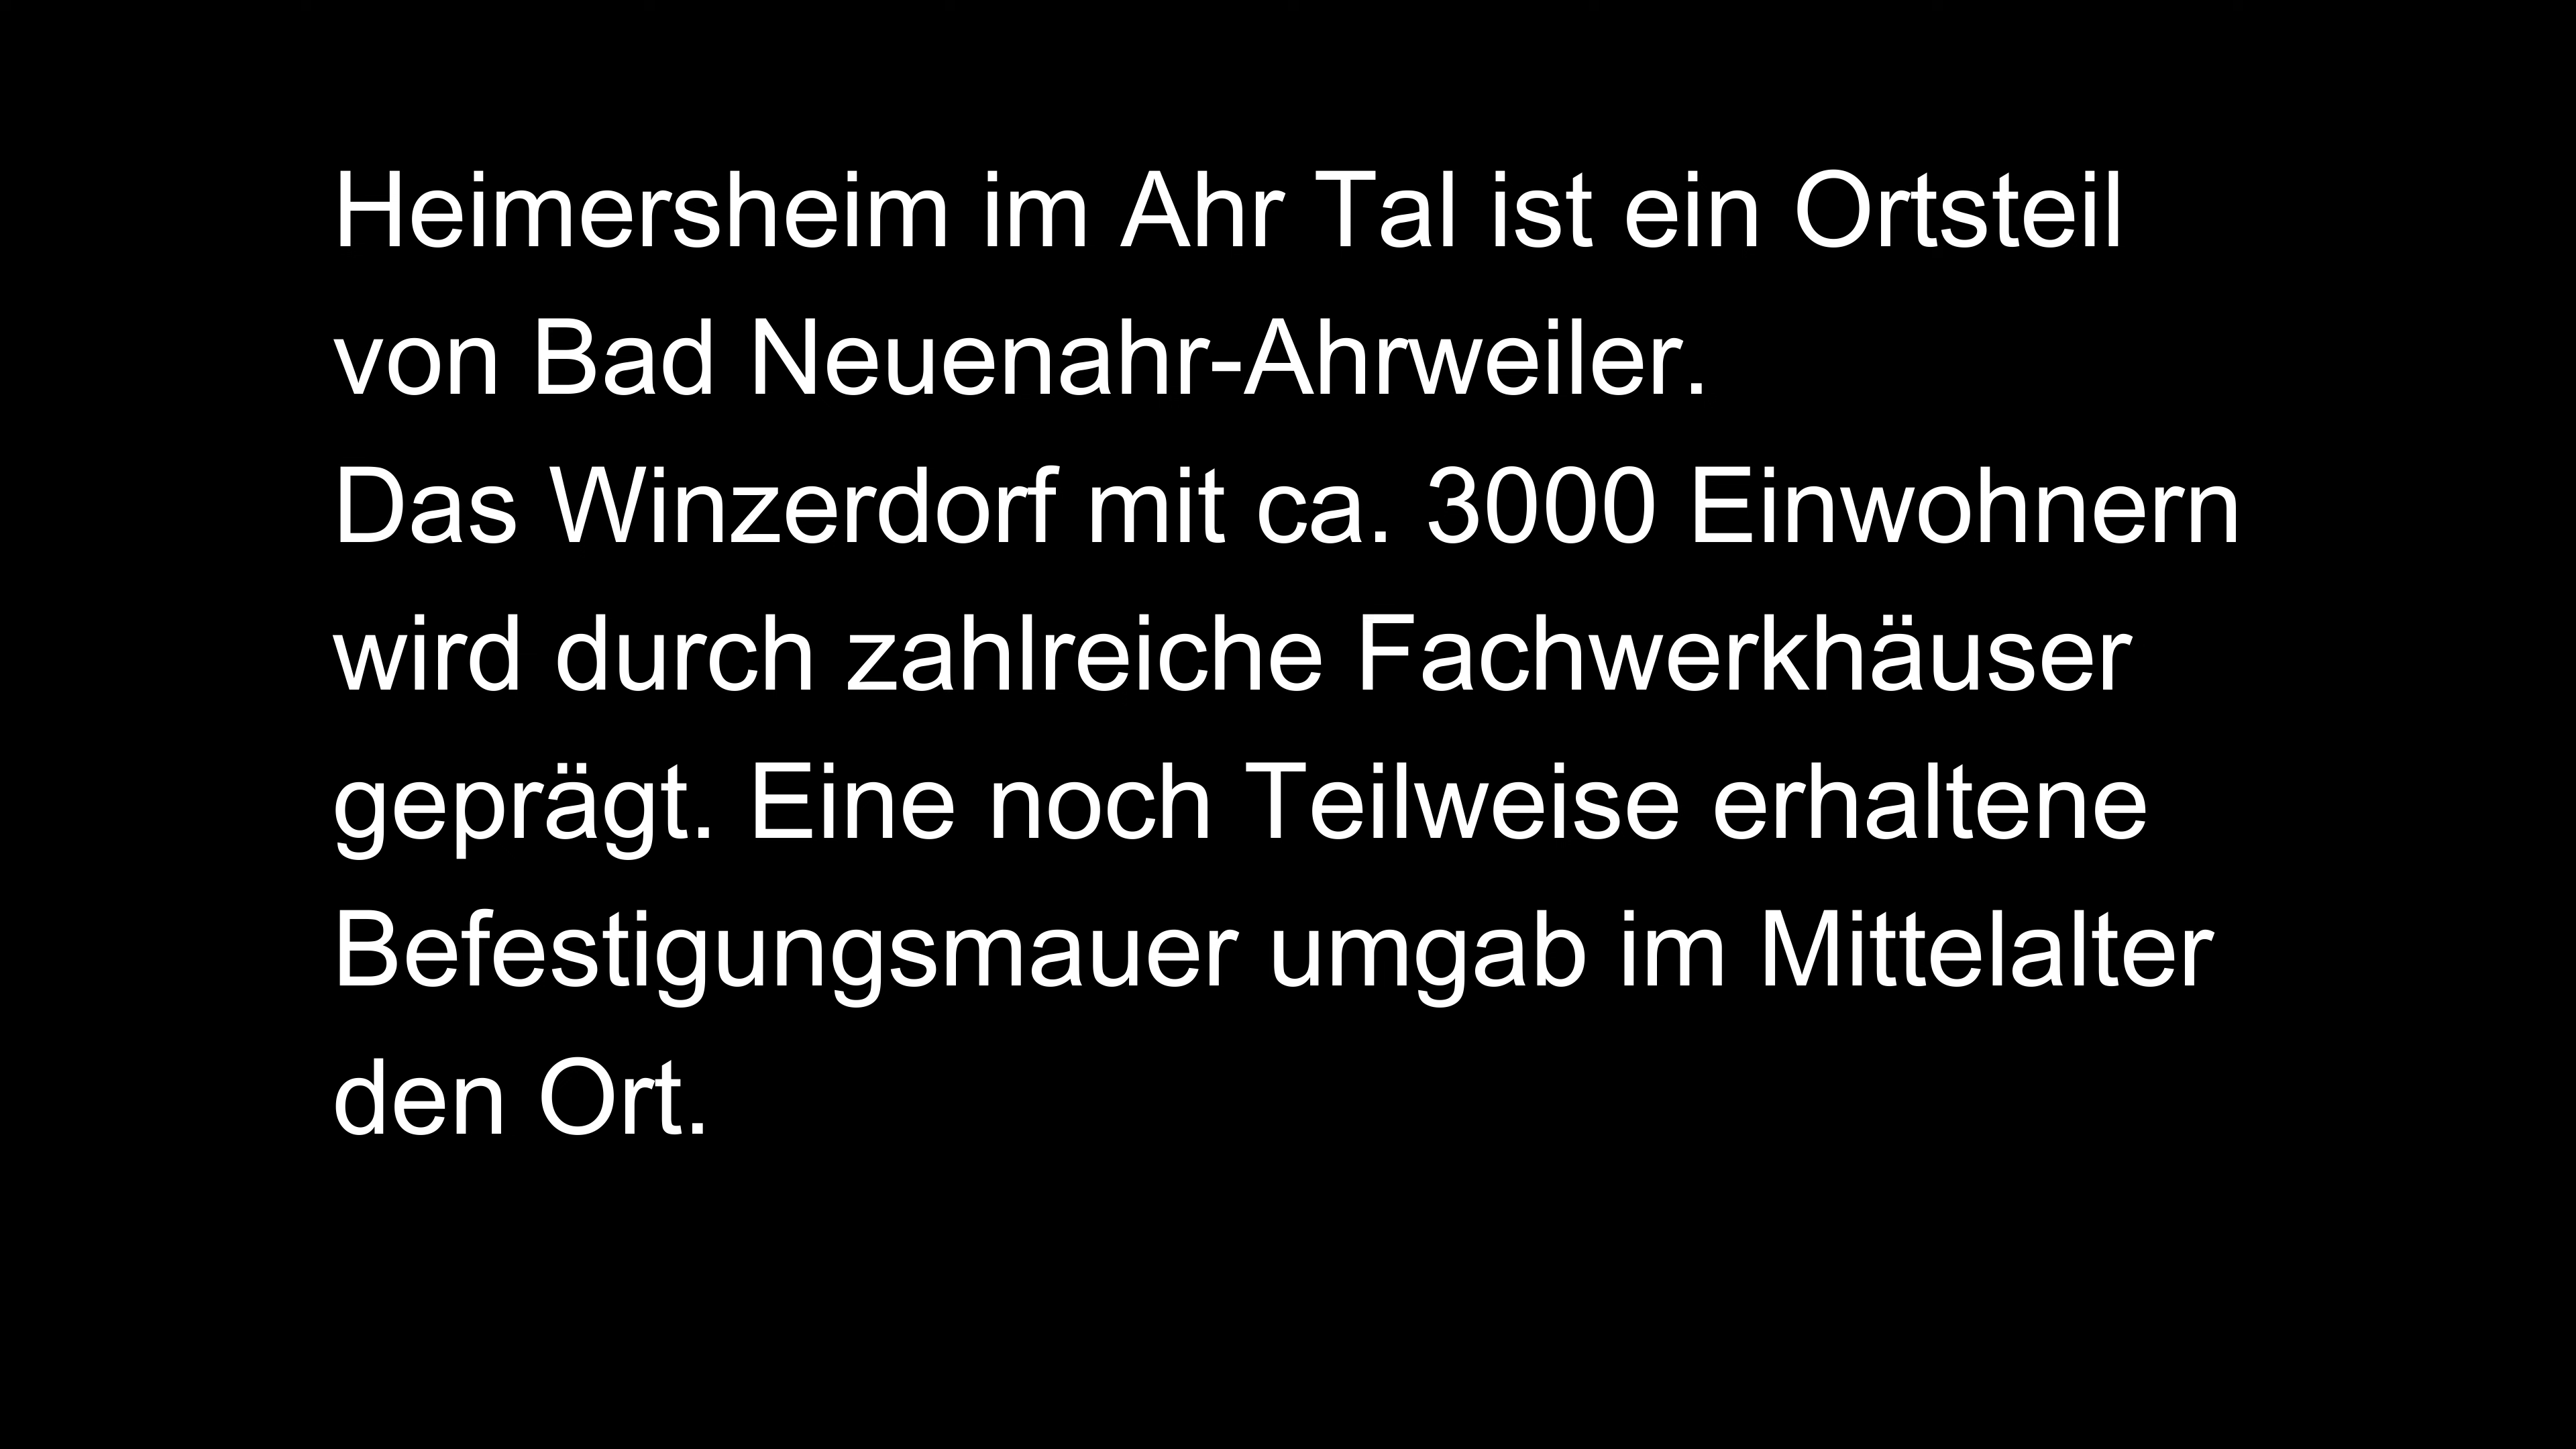 Heimersheim im Ahr Tal ist ein Ortsteil
von Bad Neuenahr-Ahrweiler.
Das Winzerdorf mit ca. 3000 Einwohnern
wird durch zahlreiche Fachwerkhäuser
geprägt. Eine noch Teilweise erhaltene
Befestigungsmauer umgab im Mittelalter
den Ort.